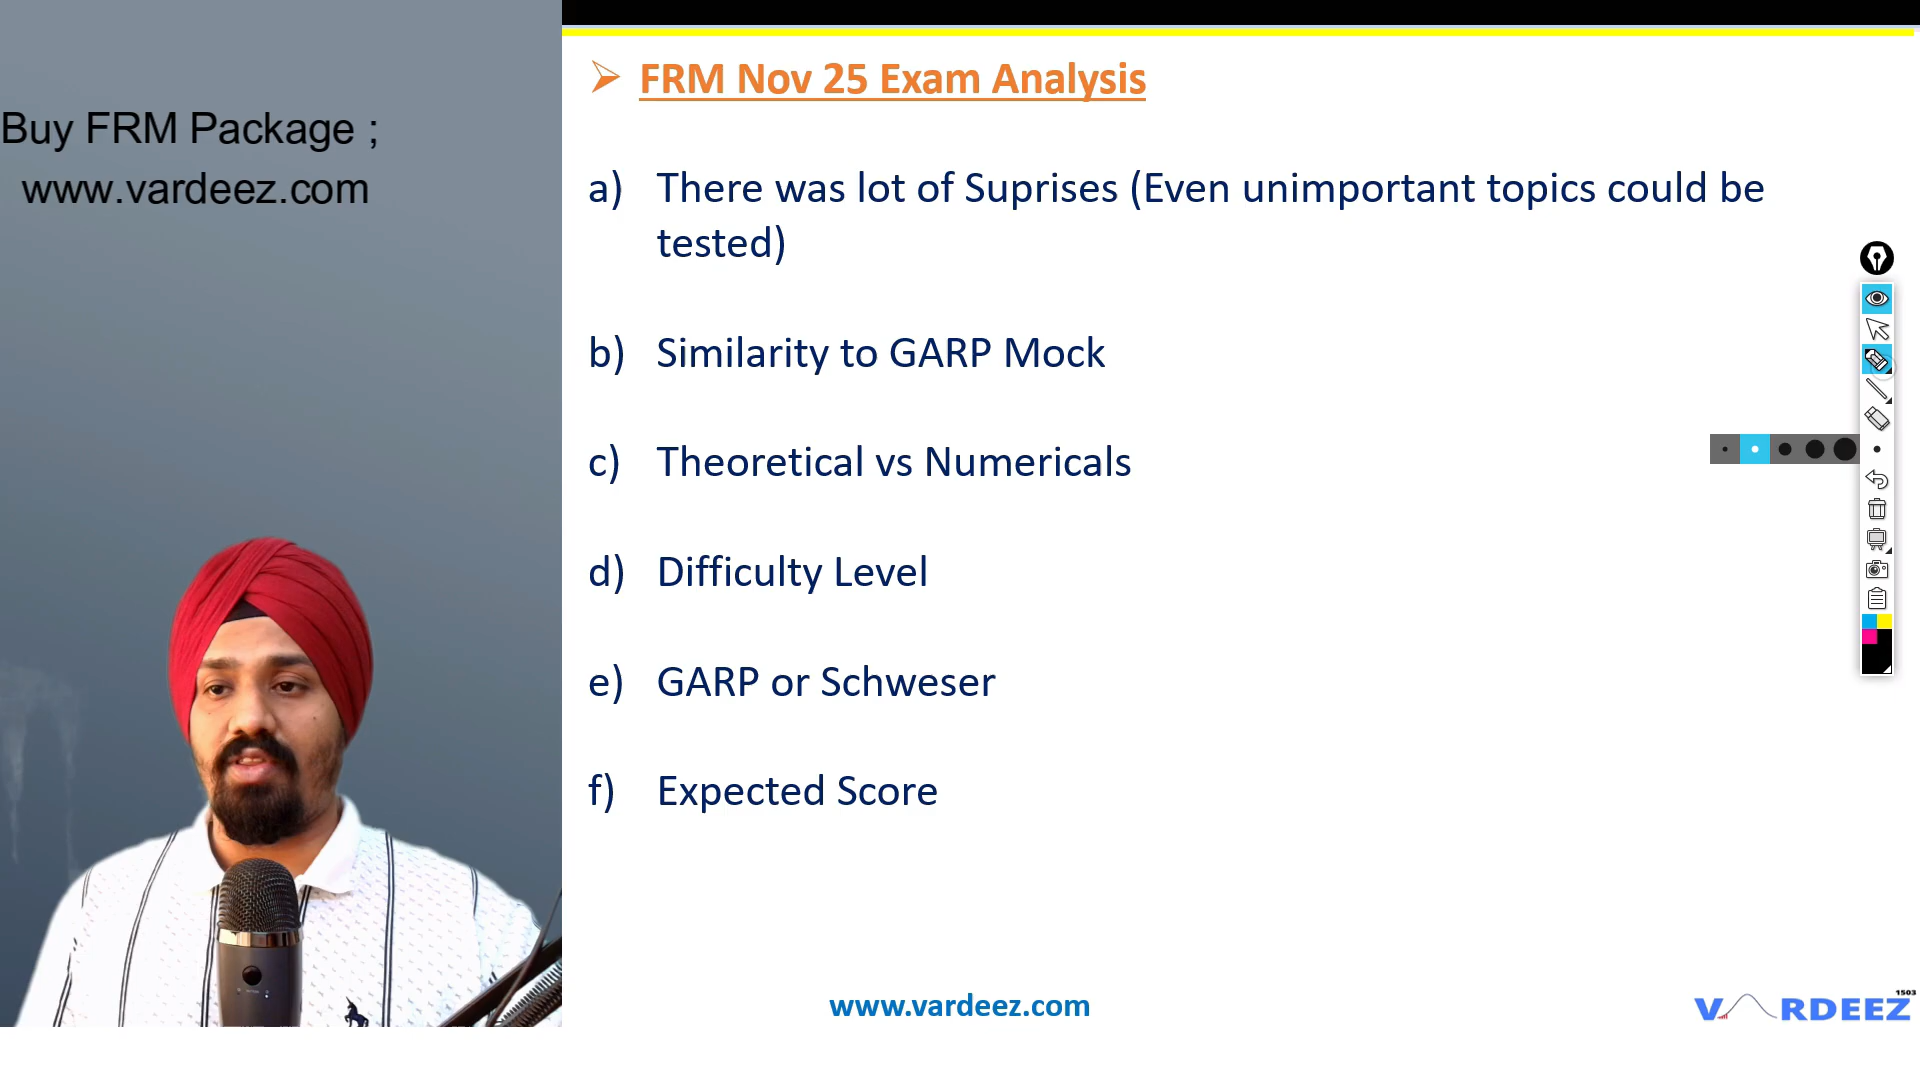 Buy FRM Package ;
www.vardeez.com
➢ FRM Nov 25 Exam Analysis
a) There was lot of Suprises (Even unimportant topics could be
tested)
b) Similarity to GARP Mock
c) Theoretical vs Numericals
d) Difficulty Level
e) GARP or Schweser
f) Expected Score
www.vardeez.com
1503
VARDEEZ